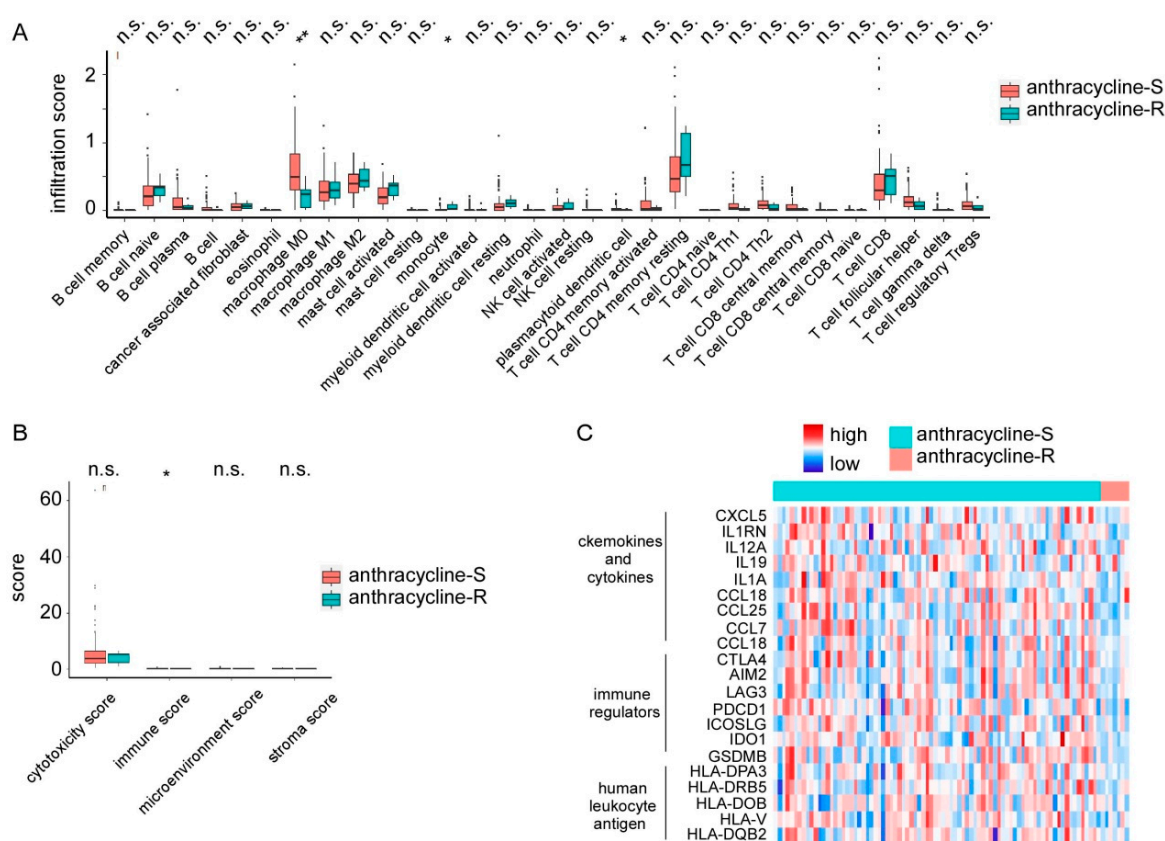 A
n.s. n.s. n.s. n.s. n.s. n.s. ** n.s. n.s. n.s. n.s. * n.s. n.s. n.s. n.s. n.s. * n.s. n.s. n.s. n.s. n.s. n.s. n.s. n.s. n.s. n.s. n.s. n.s.
infiltration score
2
1
0
anthracycline-S
anthracycline-R
B cell memory
B cell naive
B cell plasma
B cell
cancer associated fibroblast
eosinophil
macrophage M0
macrophage M1
macrophage M2
mast cell activated
mast cell resting
monocyte
myeloid dendritic cell activated
myeloid dendritic cell resting
neutrophil
NK cell activated
NK cell resting
plasmacytoid dendritic cell
T cell CD4 memory activated
T cell CD4 memory resting
T cell CD4 naive
T cell CD4 Th1
T cell CD4 Th2
T cell CD8 central memory
T cell CD8 central memory
T cell CD8 naive
T cell CD8
T cell follicular helper
T cell gamma delta
T cell regulatory Tregs
B
n.s. * n.s. n.s.
score
60
40
20
0
anthracycline-S
anthracycline-R
cytotoxicity score
immune score
microenvironment score
stroma score
C
high
low
anthracycline-S
anthracycline-R
ckemokines
and
cytokines
immune
regulators
human
leukocyte
antigen
CXCL5
IL1RN
IL12A
IL19
IL1A
CCL18
CCL25
CCL7
CCL18
CTLA4
AIM2
LAG3
PDCD1
ICOSLG
IDO1
GSDMB
HLA-DPA3
HLA-DRB5
HLA-DOB
HLA-V
HLA-DQB2